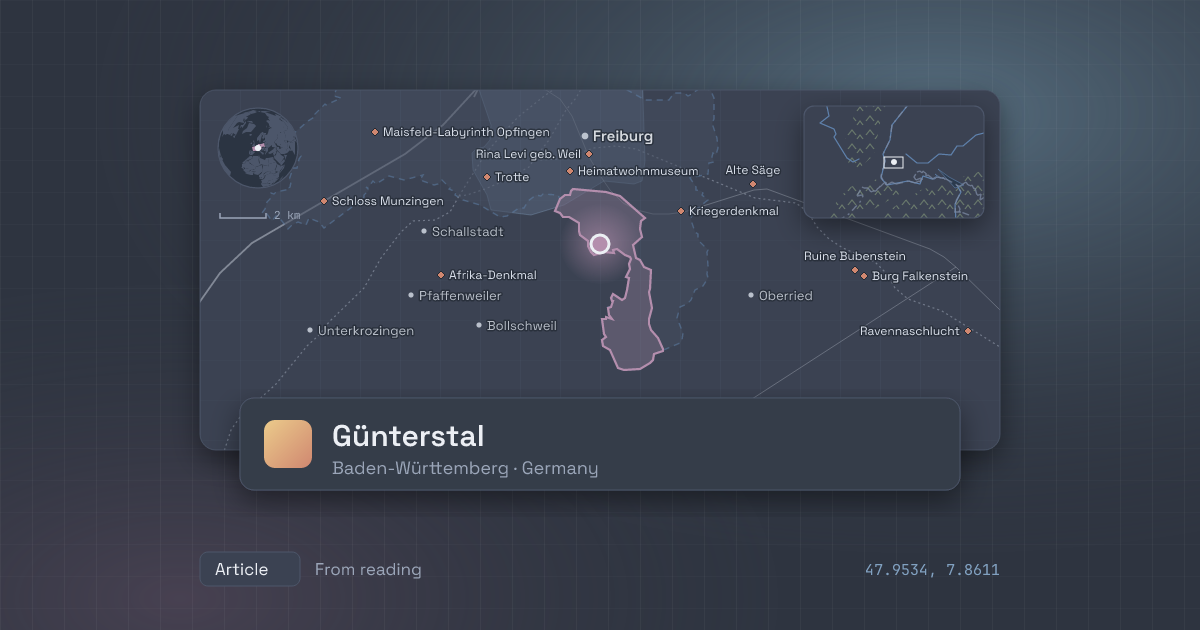 Maisfeld-Labyrinth Opfingen
Freiburg
Rina Levi geb. Weil
Heimatwohnmuseum
Alte Säge
Trotte
Schloss Munzingen
Kriegerdenkmal
2 km
Schallstadt
Ruine Bubenstein
Afrika-Denkmal
Burg Falkenstein
Pfaffenweiler
Oberried
Unterkrozingen
Bollschweil
Ravennaschlucht
Günterstal
Baden-Württemberg · Germany
Article
From reading
47.9534, 7.8611